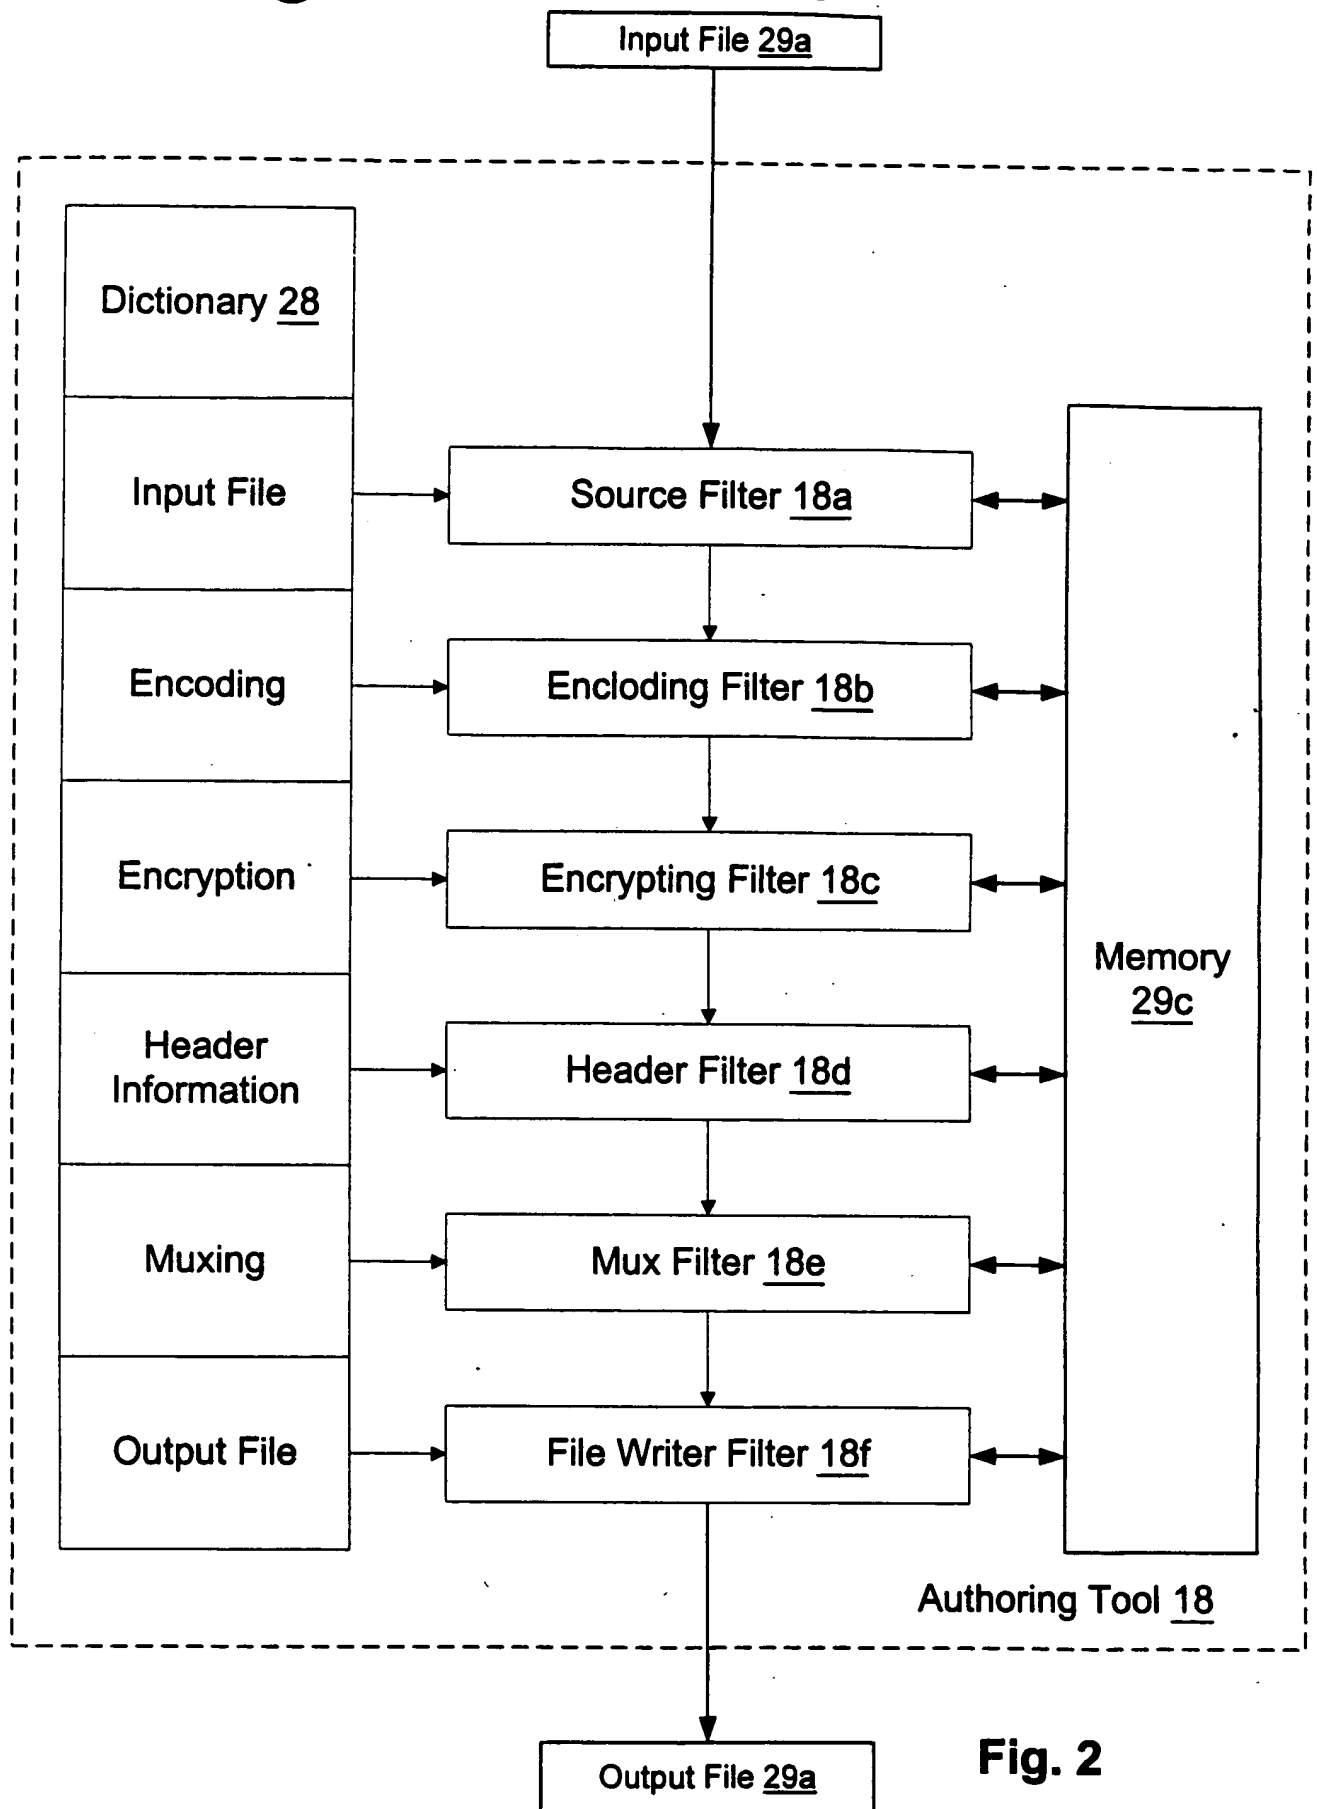 Input File 29a
Dictionary 28
Input File
Source Filter 18a
Encoding
Encloding Filter 18b
Encryption
Encrypting Filter 18c
Memory
29c
Header
Information
Header Filter 18d
Muxing
Mux Filter 18e
Output File
File Writer Filter 18f
Authoring Tool 18
Output File 29a
Fig. 2